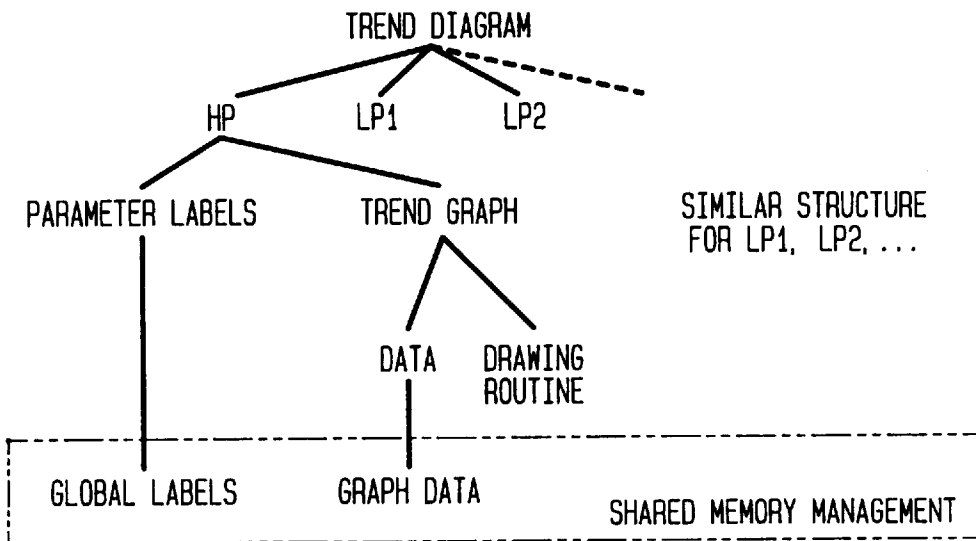 TREND DIAGRAM
HP
LP1
LP2
PARAMETER LABELS
TREND GRAPH
SIMILAR STRUCTURE
FOR LP1, LP2, ...
DATA
DRAWING
ROUTINE
GLOBAL LABELS
GRAPH DATA
SHARED MEMORY MANAGEMENT